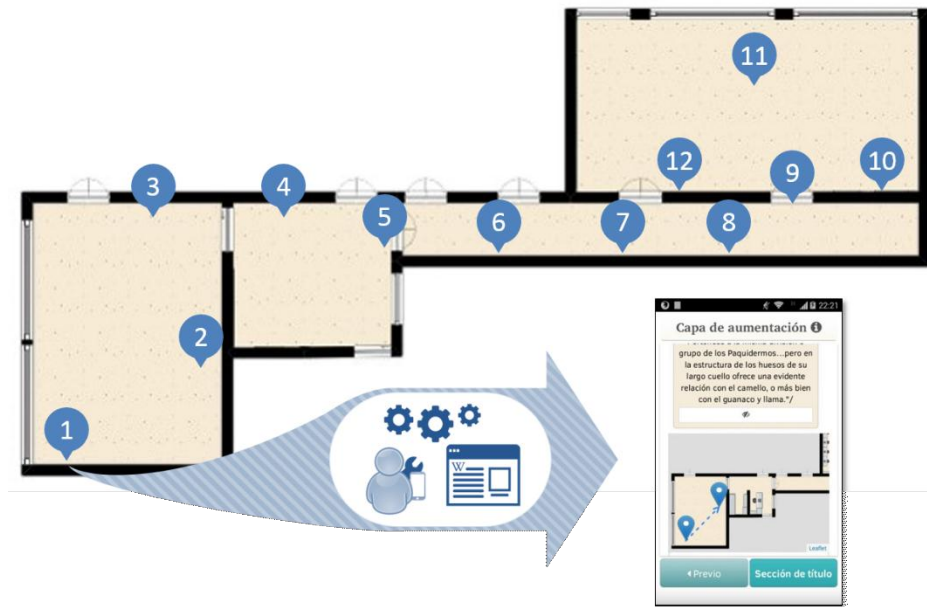 11
12
9
10
3
4
5
6
7
8
2
1
W
22:21
Capa de aumentación
grupo de los Paquidermos...pero en
la estructura de los huesos de su
largo cuello ofrece una evidente
relación con el camello, o más bien
con el guanaco y llama."/
Leaflet
Previo
Sección de título